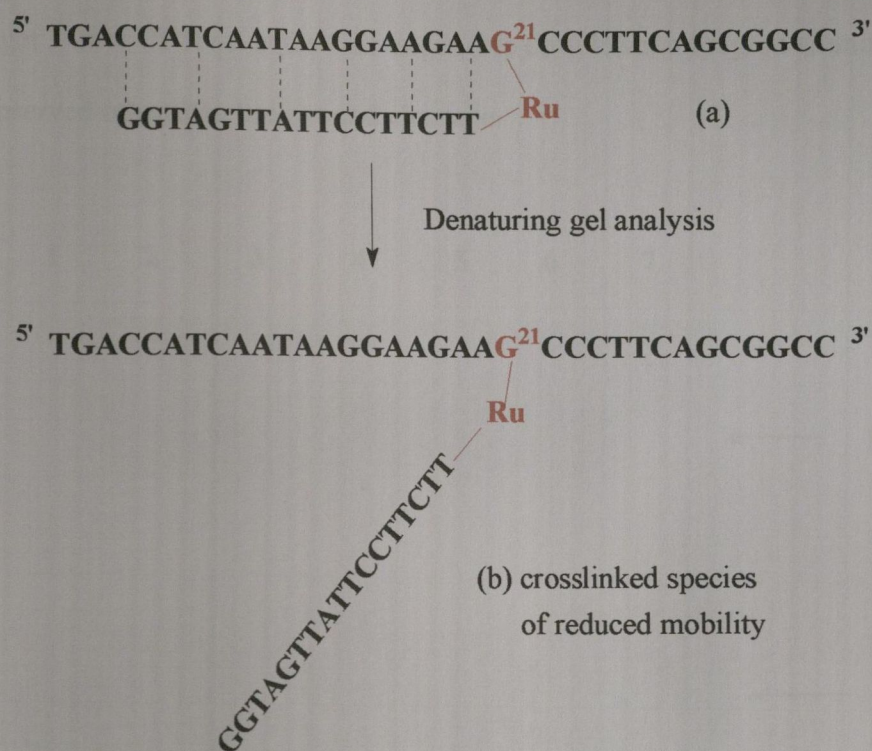 5' TGACCATCAATAAGGAAGAAG²¹CCCTTCAGCGGCC 3'
GGTAGTTATTCCTTCTT Ru (a)
Denaturing gel analysis
5' TGACCATCAATAAGGAAGAAG²¹CCCTTCAGCGGCC 3'
Ru
GGTAGTTATTCCTTCTT
(b) crosslinked species
of reduced mobility